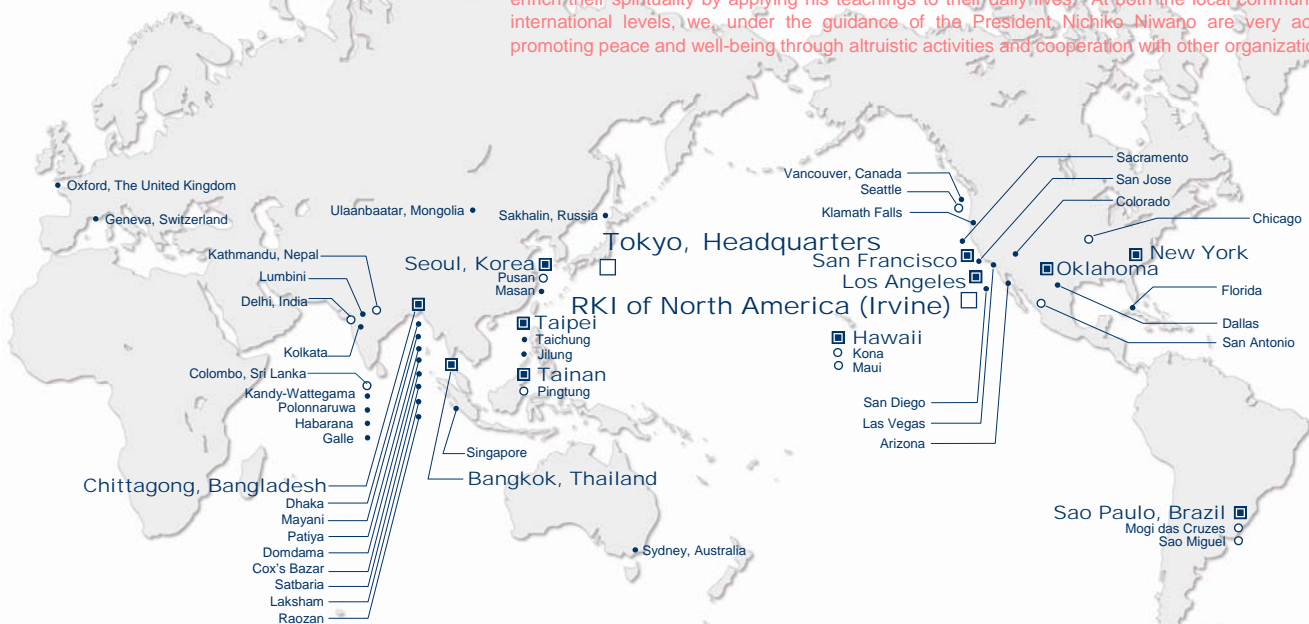 enrich their spirituality by applying his teachings to their daily lives. At both the local
international levels, we, under the guidance of the President Nichiko Niwano are very
promoting peace and well-being through altruistic activities and cooperation with other
Oxford, The United Kingdom
Geneva, Switzerland
Ulaanbaatar, Mongolia
Sakhalin, Russia
Tokyo, Headquarters
Seoul, Korea
Pusan
Masan
Kathmandu, Nepal
Lumbini
Delhi, India
Kolkata
Colombo, Sri Lanka
Kandy-Wattegama
Polonnaruwa
Habarana
Galle
Taipei
Taichung
Jilung
Tainan
Pingtung
Singapore
Bangkok, Thailand
Chittagong, Bangladesh
Dhaka
Mayani
Patiya
Domdama
Cox's Bazar
Satbaria
Laksham
Raozan
Sydney, Australia
Vancouver, Canada
Seattle
Klamath Falls
San Francisco
Los Angeles
RKI of North America (Irvine)
Hawaii
Kona
Maui
San Diego
Las Vegas
Arizona
Sacramento
San Jose
Colorado
Chicago
New York
Oklahoma
Florida
Dallas
San Antonio
Sao Paulo, Brazil
Mogi das Cruzes
Sao Miguel